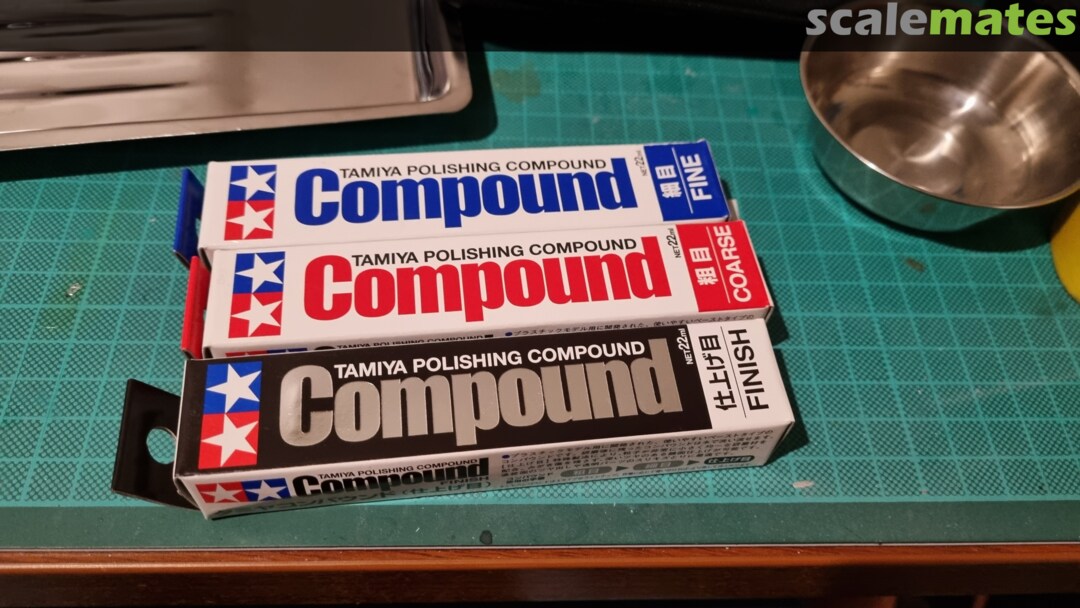 scalemates
TAMIYA POLISHING COMPOUND
Compound
NET 22ml
細目
FINE
TAMIYA POLISHING COMPOUND
Compound
NET 22ml
粗目
COARSE
TAMIYA POLISHING COMPOUND
Compound
NET 22ml
仕上げ目
FINISH
TAMIYA POLISHING COMPOUND
Compound
FINISH